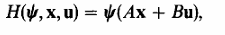 H(ψ, x, u) = ψ(Ax + Bu),